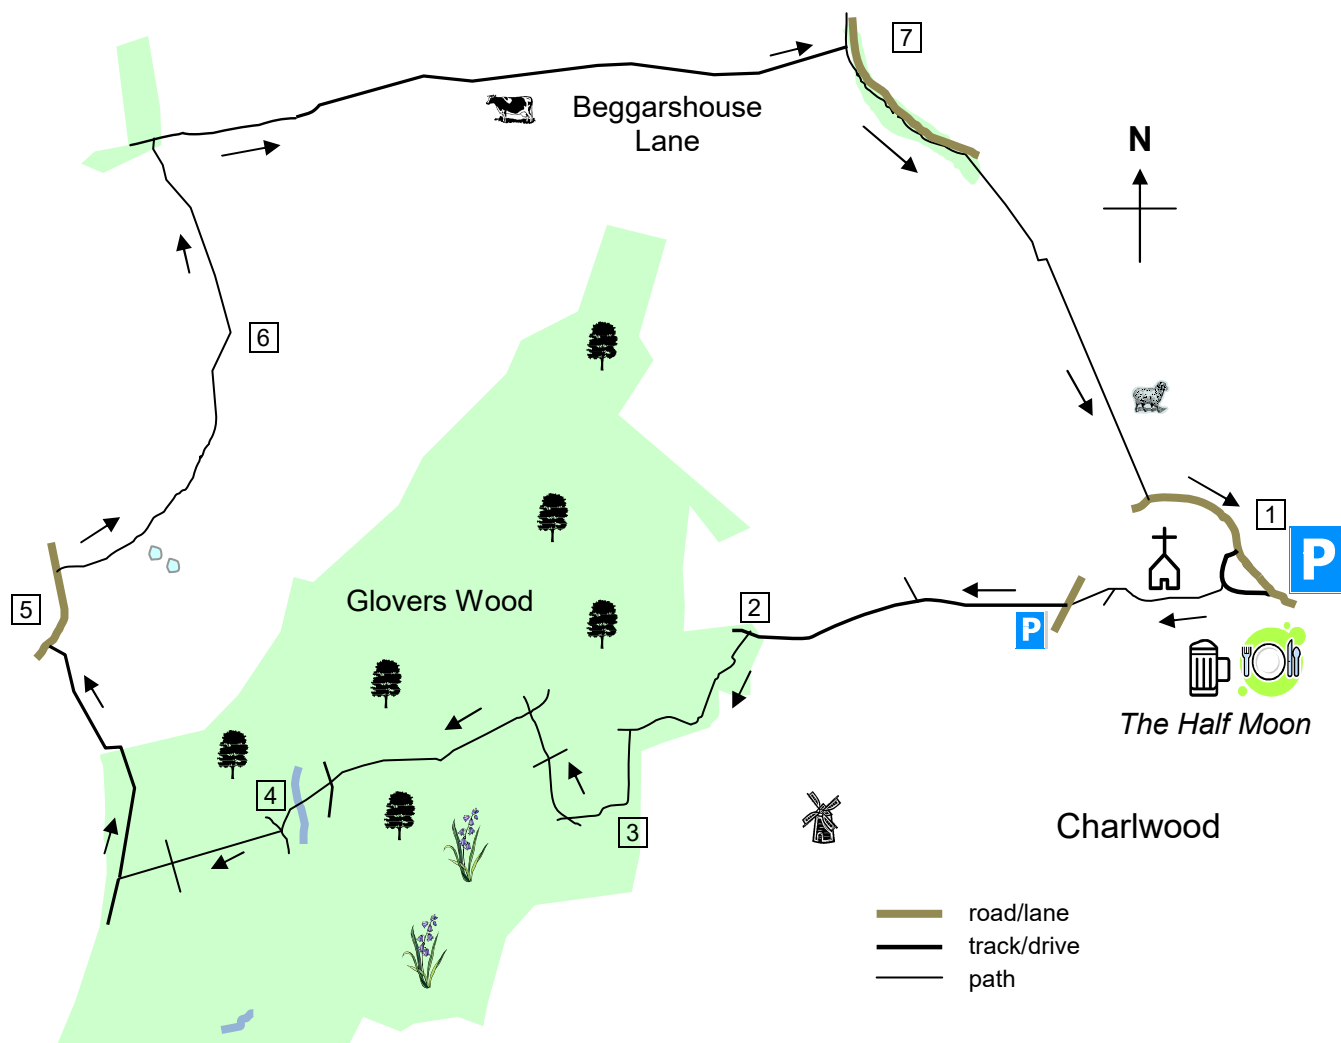 7
Beggarshouse
Lane
N
6
1
P
5
Glovers Wood
2
P
The Half Moon
4
3
Charlwood
road/lane
track/drive
path